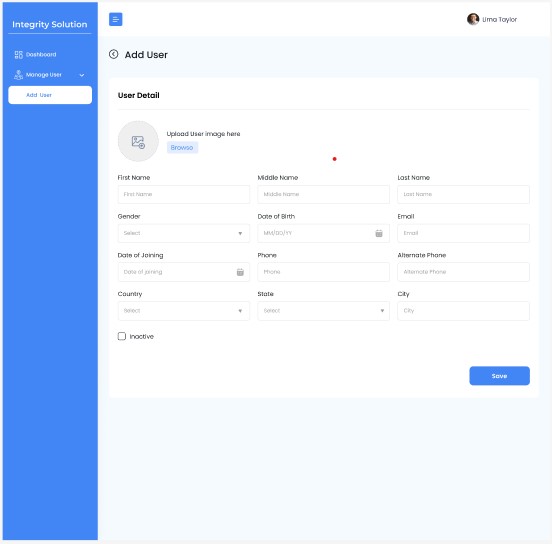 Integrity Solution
Lima Taylor
Dashboard
Manage User
Add User
Add User
User Detail
Upload User image here
Browse
First Name
Middle Name
Last Name
First Name
Middle Name
Last Name
Gender
Date of Birth
Email
Select
MM/DD/YY
Email
Date of Joining
Phone
Alternate Phone
Date of joining
Phone
Alternate Phone
Country
State
City
Select
Select
City
Inactive
Save